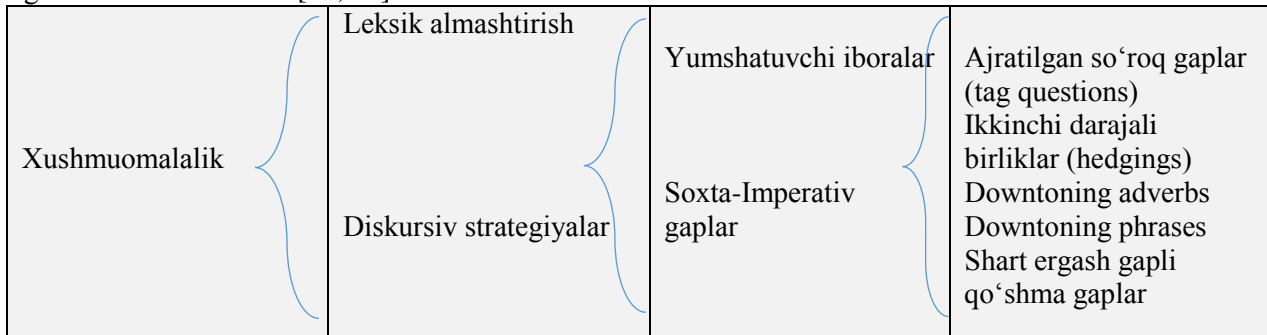 Xushmuomalalik
Leksik almashtirish
Diskursiv strategiyalar
Yumshatuvchi iboralar
Soxta-Imperativ
gaplar
Ajratilgan so‘roq gaplar
(tag questions)
Ikkinchi darajali
birliklar (hedgings)
Downtoning adverbs
Downtoning phrases
Shart ergash gapli
qo‘shma gaplar